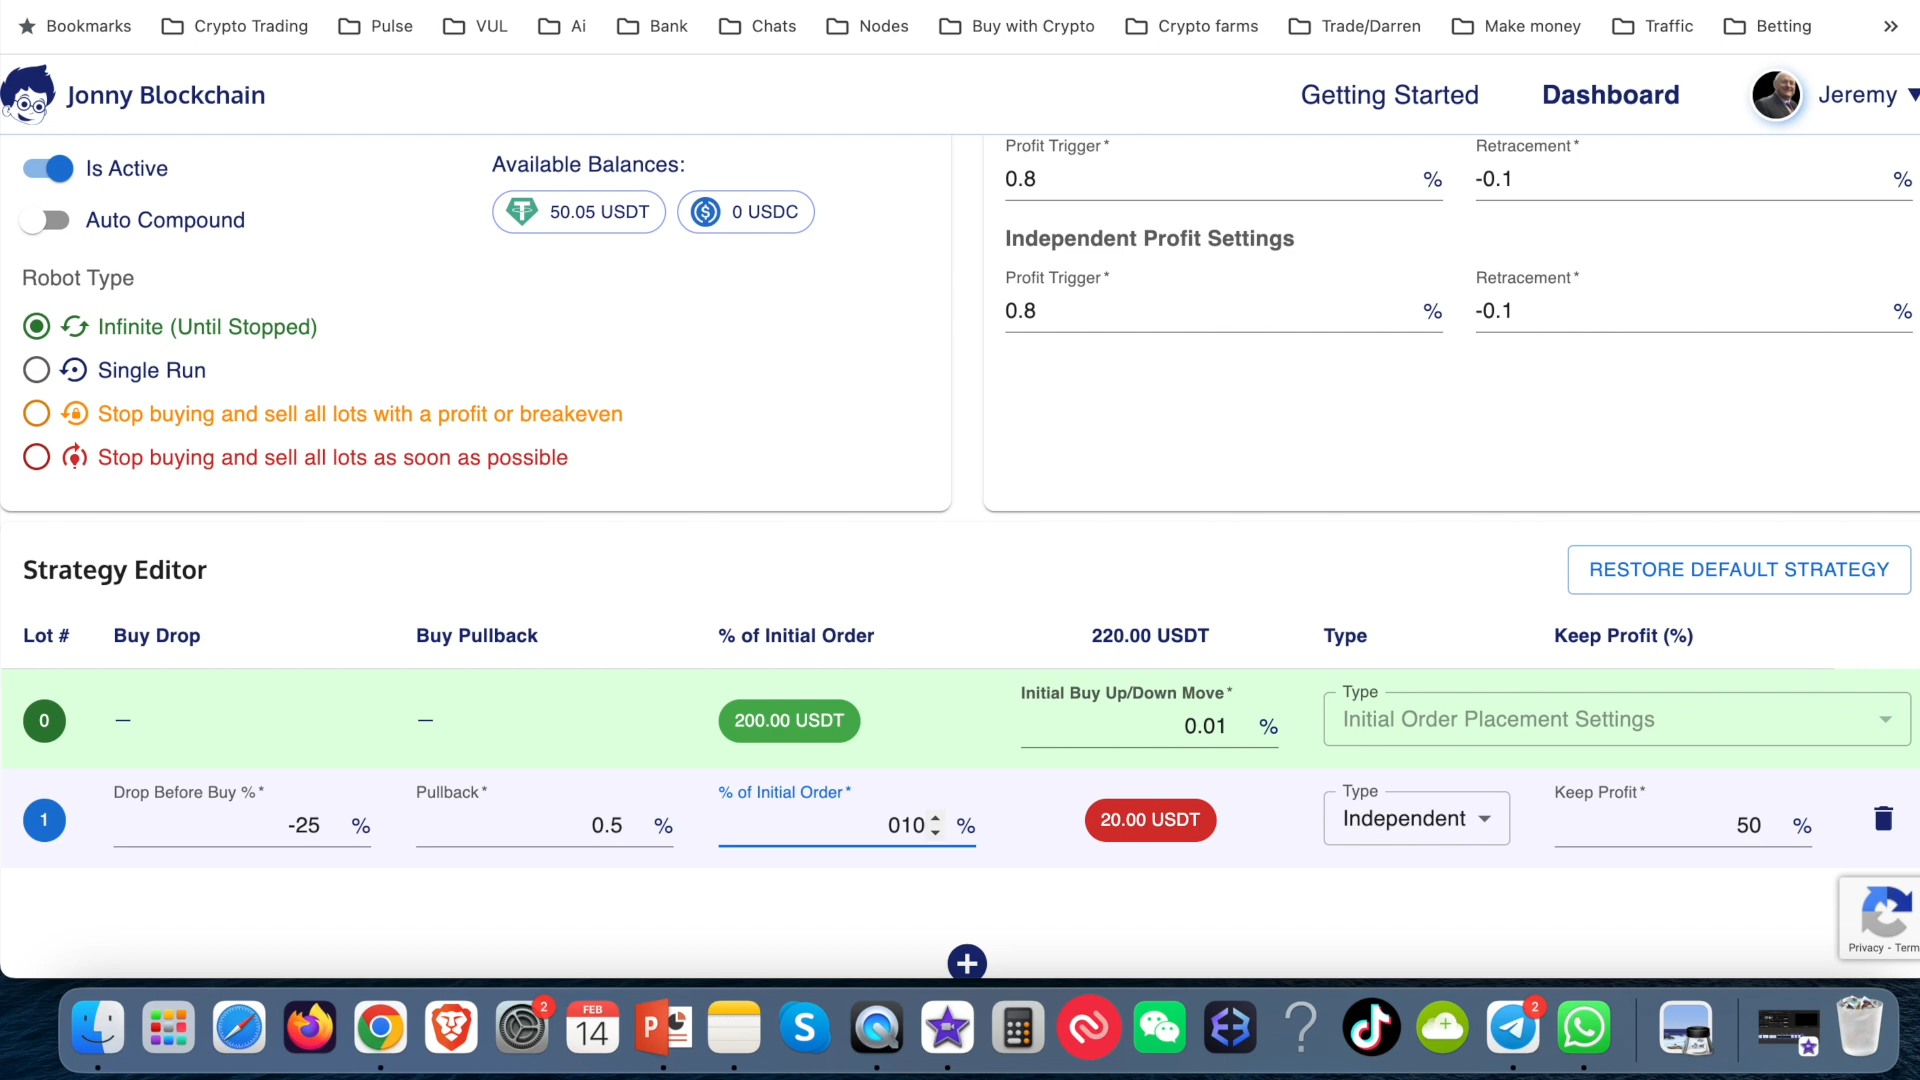 Bookmarks Crypto Trading Pulse VUL Ai Bank Chats Nodes Buy with Crypto Crypto farms Trade/Darren Make money Traffic Betting »
Jonny Blockchain Getting Started Dashboard Jeremy
Is Active
Auto Compound
Available Balances:
50.05 USDT 0 USDC
Robot Type
Infinite (Until Stopped)
Single Run
Stop buying and sell all lots with a profit or breakeven
Stop buying and sell all lots as soon as possible
Profit Trigger* Retracement*
0.8 % -0.1 %
Independent Profit Settings
Profit Trigger* Retracement*
0.8 % -0.1 %
Strategy Editor RESTORE DEFAULT STRATEGY
Lot # Buy Drop Buy Pullback % of Initial Order 220.00 USDT Type Keep Profit (%)
Initial Buy Up/Down Move* Type
0 – – 200.00 USDT 0.01 % Initial Order Placement Settings
Drop Before Buy %* Pullback* % of Initial Order* Type Keep Profit*
1 -25 % 0.5 % 010 % 20.00 USDT Independent 50 %
Privacy - Term
+
2 FEB 2
14 P S ?